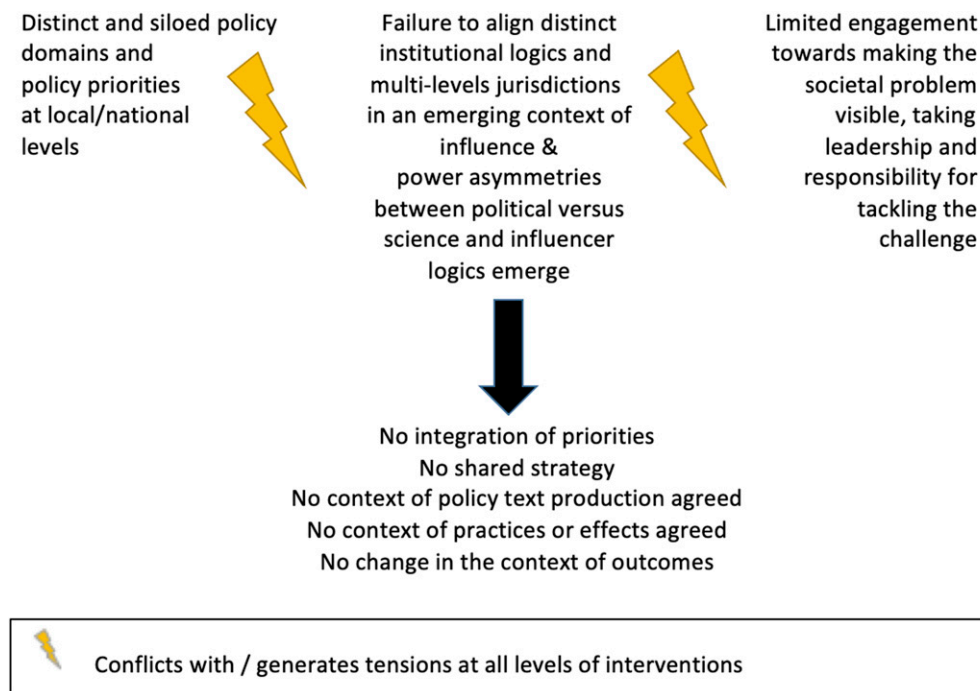 Distinct and siloed policy
domains and
policy priorities
at local/national
levels
Failure to align distinct
institutional logics and
multi-levels jurisdictions
in an emerging context of
influence &
power asymmetries
between political versus
science and influencer
logics emerge
Limited engagement
towards making the
societal problem
visible, taking
leadership and
responsibility for
tackling the
challenge
No integration of priorities
No shared strategy
No context of policy text production agreed
No context of practices or effects agreed
No change in the context of outcomes
Conflicts with / generates tensions at all levels of interventions